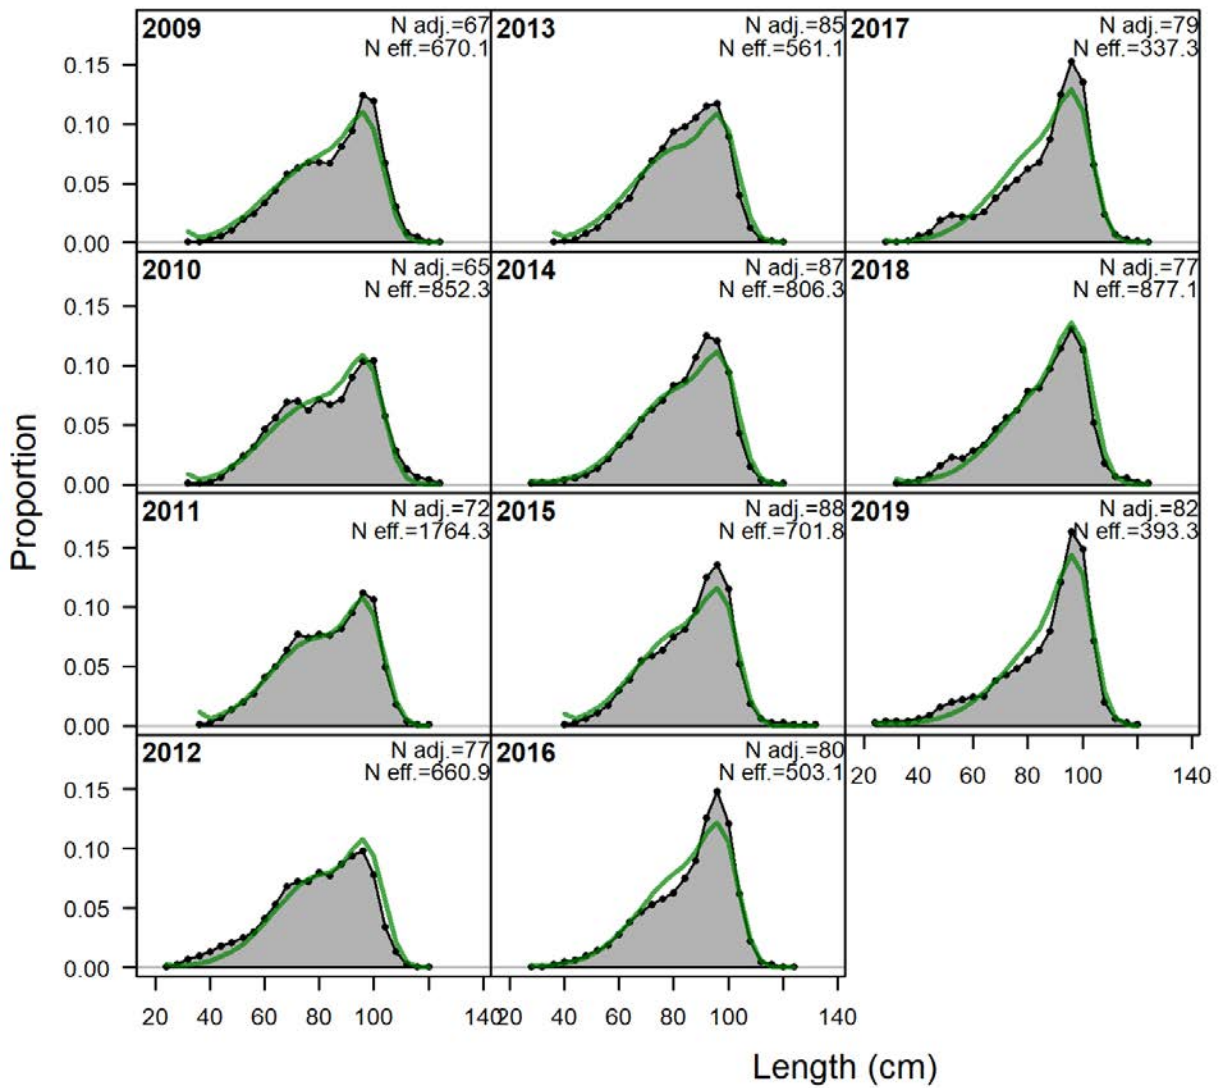 2009
N adj.=67
N eff.=670.1
2013
N adj.=85
N eff.=561.1
2017
N adj.=79
N eff.=337.3
0.15
0.10
0.05
0.00
2010
N adj.=65
N eff.=852.3
2014
N adj.=87
N eff.=806.3
2018
N adj.=77
N eff.=877.1
0.15
0.10
0.05
0.00
2011
N adj.=72
N eff.=1764.3
2015
N adj.=88
N eff.=701.8
2019
N adj.=82
N eff.=393.3
0.15
0.10
0.05
0.00
2012
N adj.=77
N eff.=660.9
2016
N adj.=80
N eff.=503.1
20 40 60 80 100 140
0.15
0.10
0.05
0.00
20 40 60 80 100 140
20 40 60 80 100 140
Proportion
Length (cm)